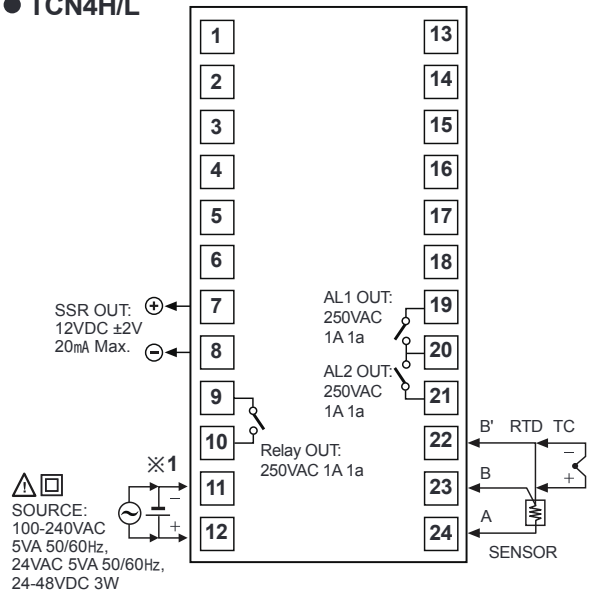 ● TCN4H/L
1
2
3
4
5
6
7
8
9
10
11
12
13
14
15
16
17
18
19
20
21
22
23
24
SSR OUT:
12VDC ±2V
20mA Max.
+
−
Relay OUT:
250VAC 1A 1a
※1
−
+
SOURCE:
100-240VAC
5VA 50/60Hz,
24VAC 5VA 50/60Hz,
24-48VDC 3W
AL1 OUT:
250VAC
1A 1a
AL2 OUT:
250VAC
1A 1a
B' RTD TC
B
A
−
+
SENSOR